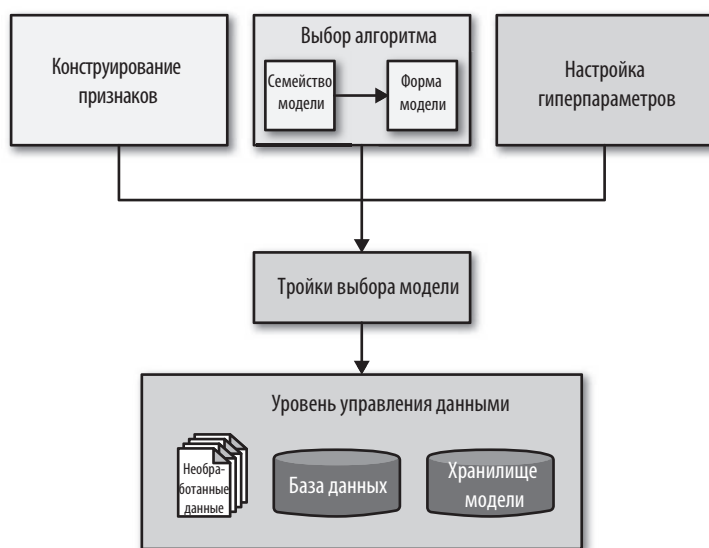 Конструирование
признаков
Выбор алгоритма
Семейство
модели
Форма
модели
Настройка
гиперпараметров
Тройки выбора модели
Уровень управления данными
Необра-
ботанные
данные
База данных
Хранилище
модели